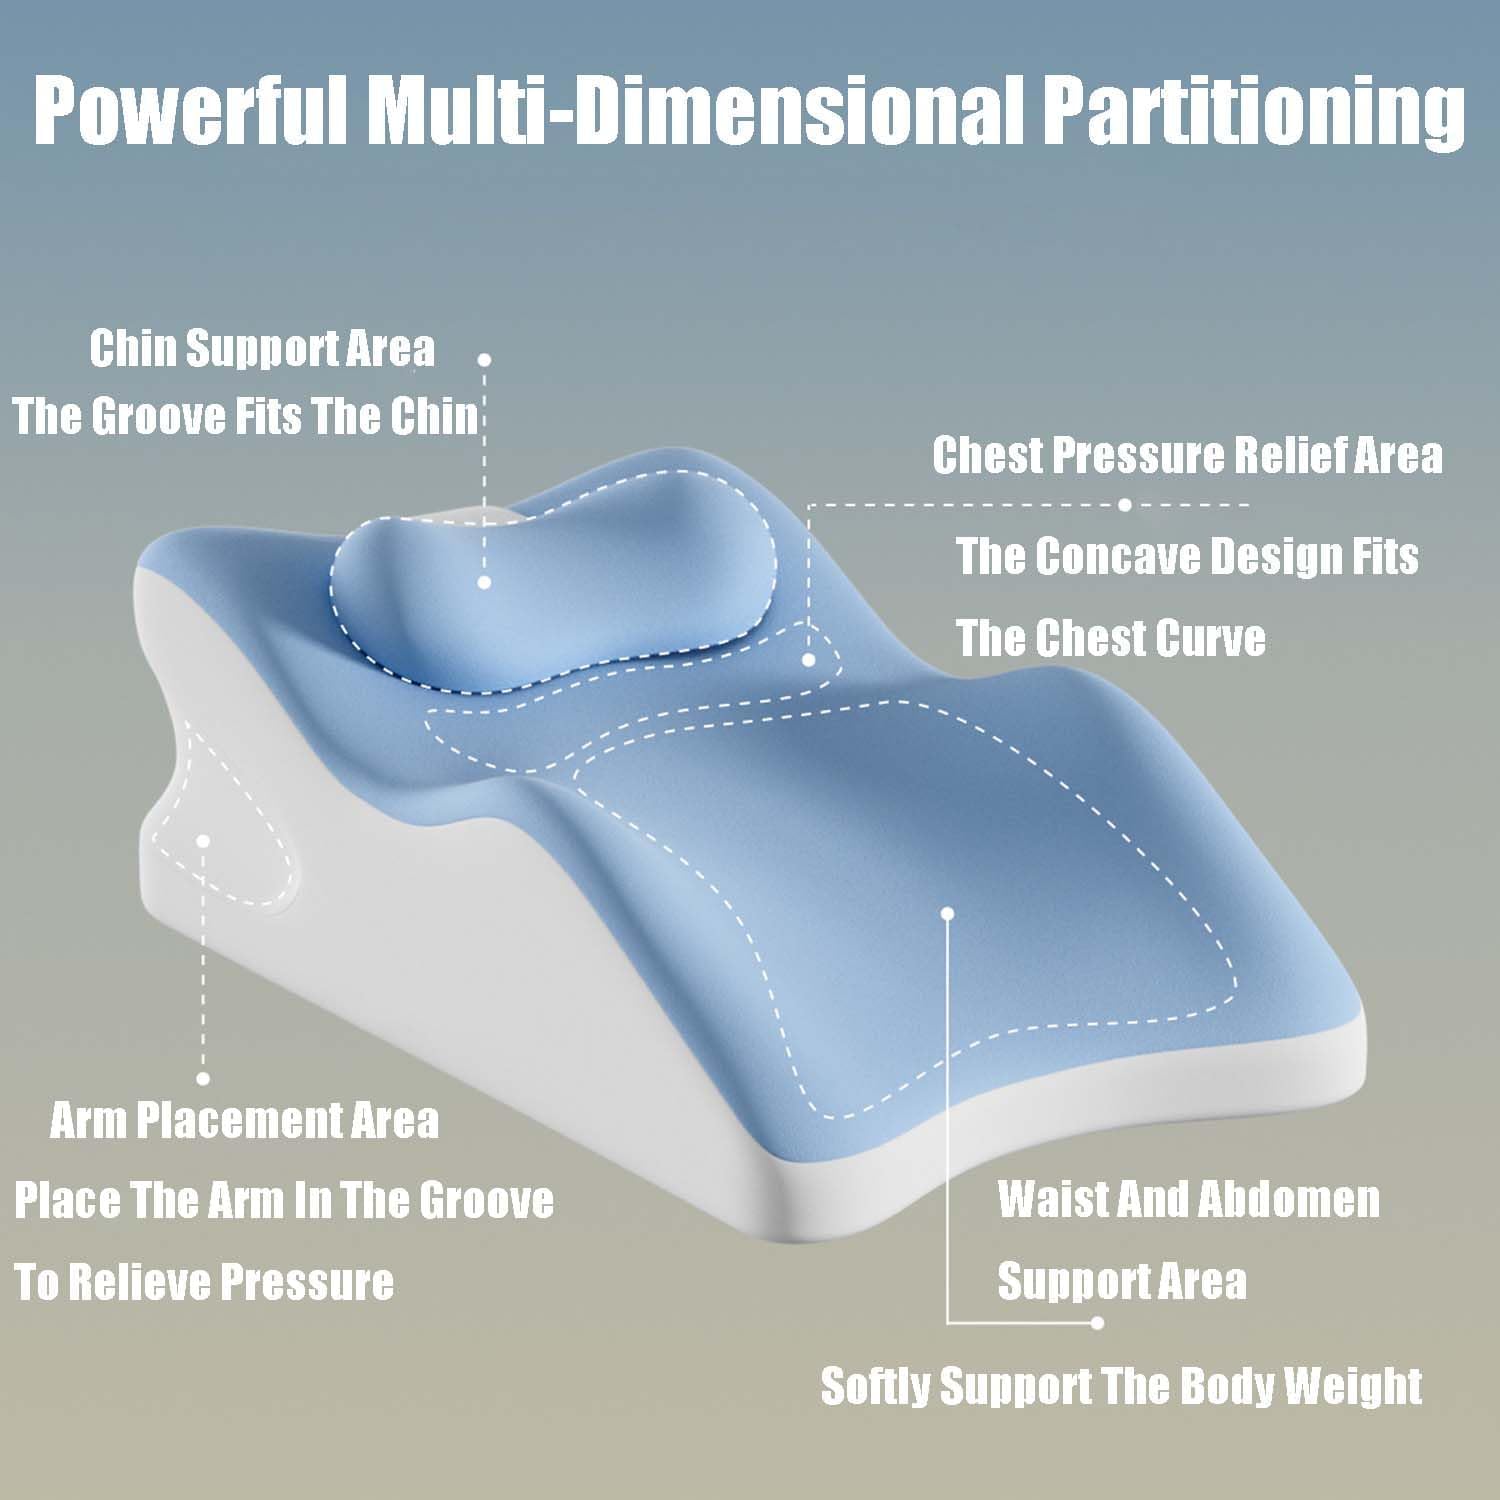 Powerful Multi-Dimensional Partitioning
Chin Support Area
The Groove Fits The Chin
Chest Pressure Relief Area
The Concave Design Fits
The Chest Curve
Arm Placement Area
Place The Arm In The Groove
To Relieve Pressure
Waist And Abdomen
Support Area
Softly Support The Body Weight